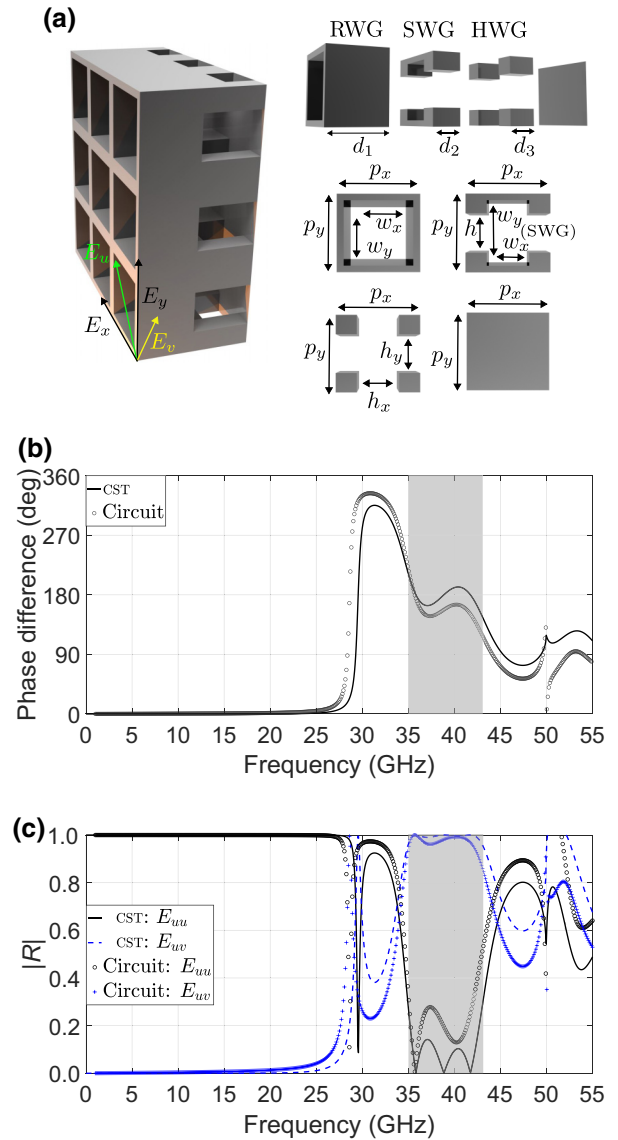 (a)
RWG SWG HWG
d1 d2 d3
px px
py wx wy py h wy (SWG) wx
px px
py hy hx py
Eu Ey Ex Ev
(b)
Phase difference (deg)
360
270
180
90
0
CST
Circuit
0 5 10 15 20 25 30 35 40 45 50 55
Frequency (GHz)
(c)
|R|
1.0
0.8
0.6
0.4
0.2
0.0
CST: Euu
CST: Euv
Circuit: Euu
Circuit: Euv
0 5 10 15 20 25 30 35 40 45 50 55
Frequency (GHz)